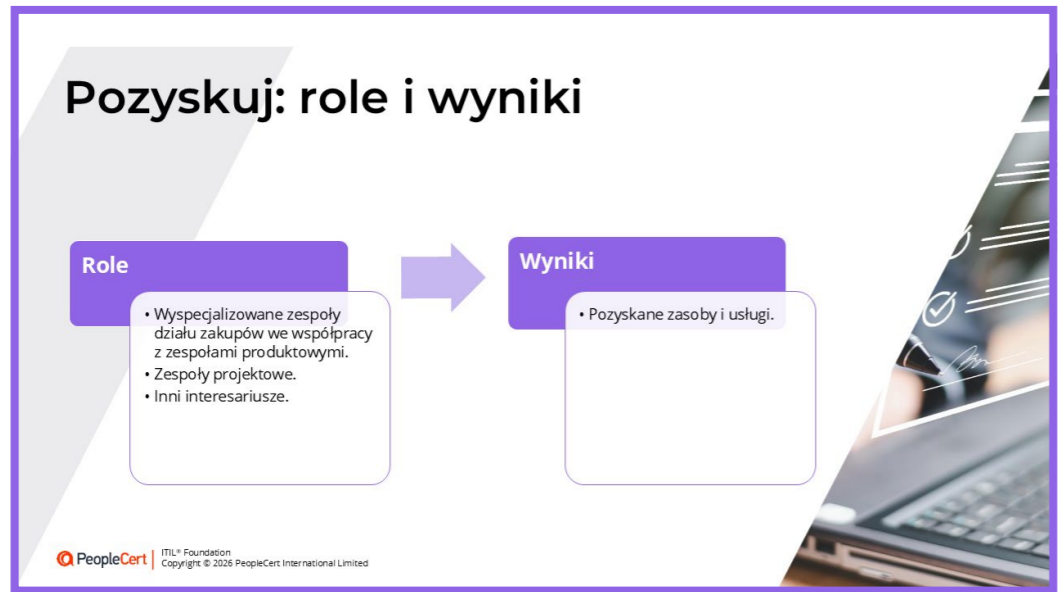 Pozyskuj: role i wyniki
Role
• Wyspecjalizowane zespoły
działu zakupów we współpracy
z zespołami produktowymi.
• Zespoły projektowe.
• Inni interesariusze.
Wyniki
• Pozyskane zasoby i usługi.
PeopleCert
ITIL® Foundation
Copyright © 2026 PeopleCert International Limited